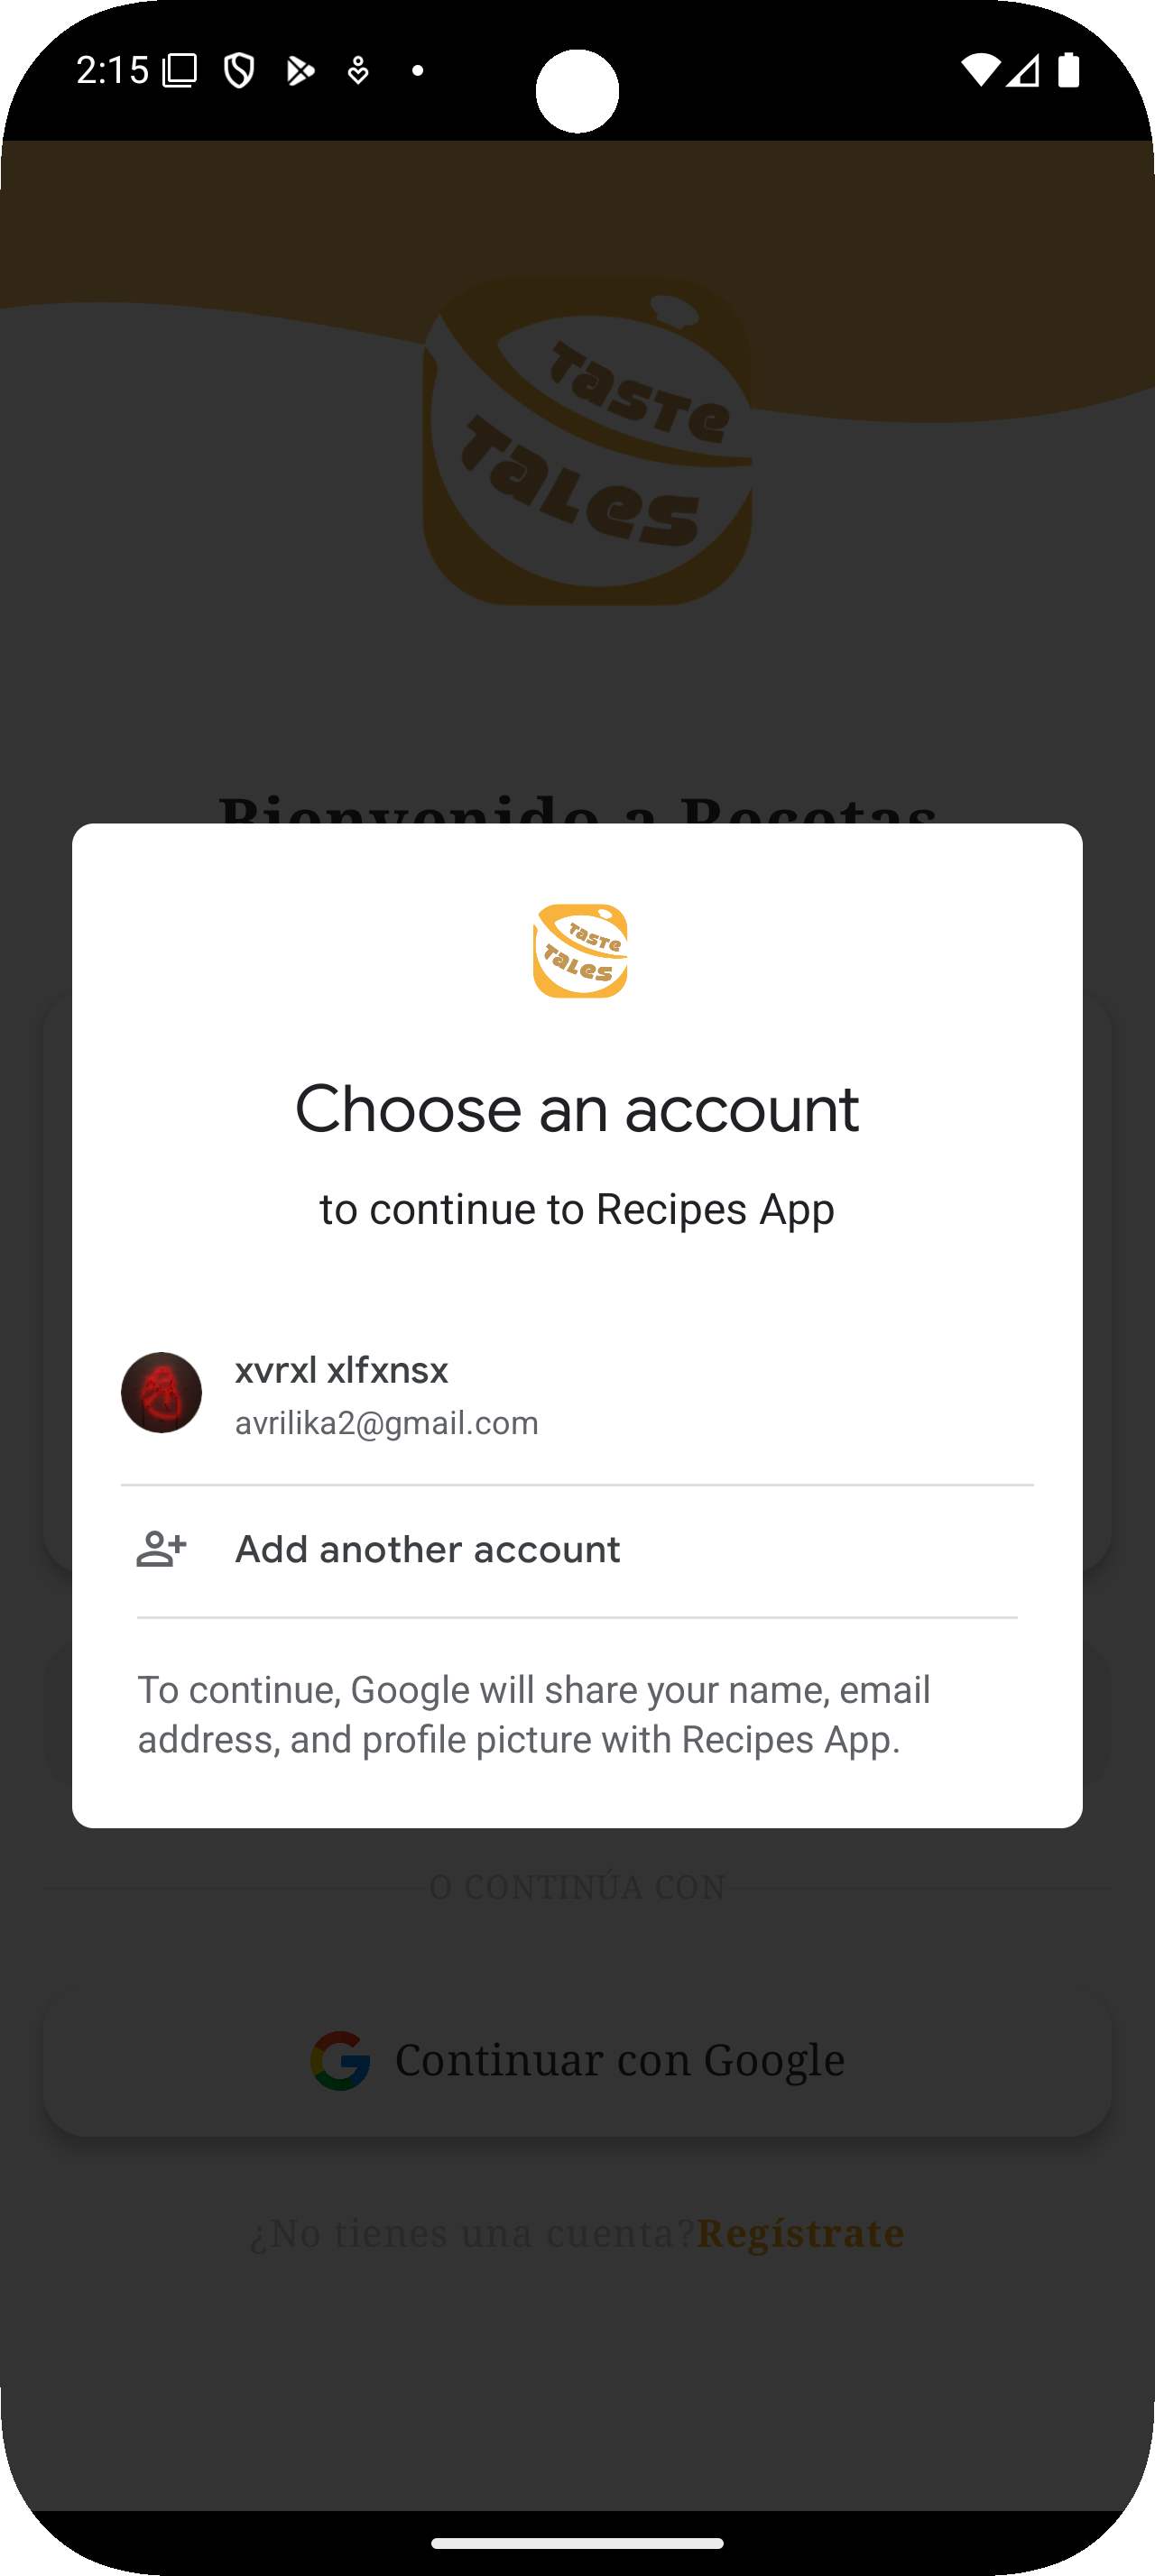 2:15
TaSTe
TaLes
Bienvenido a Recetas
TaSTe
TaLes
Choose an account
to continue to Recipes App
xvrxl xlfxnsx
avrilika2@gmail.com
Add another account
To continue, Google will share your name, email
address, and profile picture with Recipes App.
O CONTINÚA CON
Continuar con Google
¿No tienes una cuenta?Regístrate